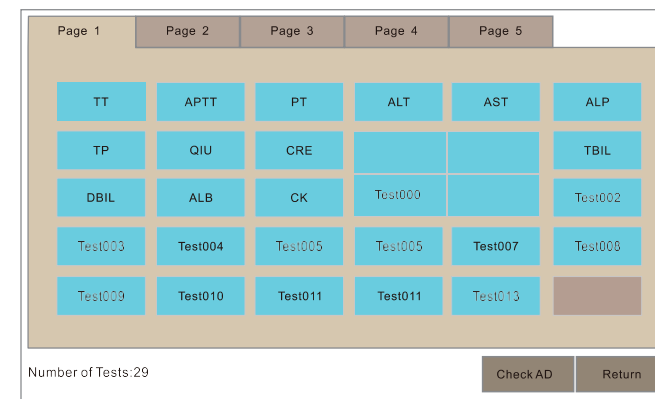 Page 1 Page 2 Page 3 Page 4 Page 5
TT APTT PT ALT AST ALP
TP QIU CRE TBIL
DBIL ALB CK Test000 Test002
Test003 Test004 Test005 Test005 Test007 Test008
Test009 Test010 Test011 Test011 Test013
Number of Tests:29 Check AD Return